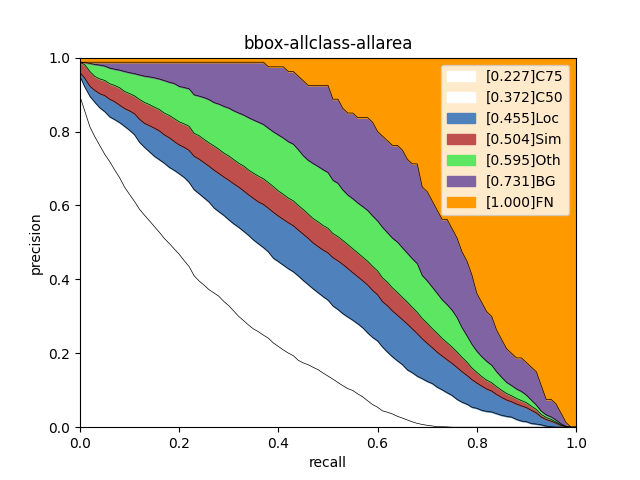 bbox-allclass-allarea
1.0
0.8
0.6
0.4
0.2
0.0
precision
[0.227]C75
[0.372]C50
[0.455]Loc
[0.504]Sim
[0.595]Oth
[0.731]BG
[1.000]FN
0.0 0.2 0.4 0.6 0.8 1.0
recall